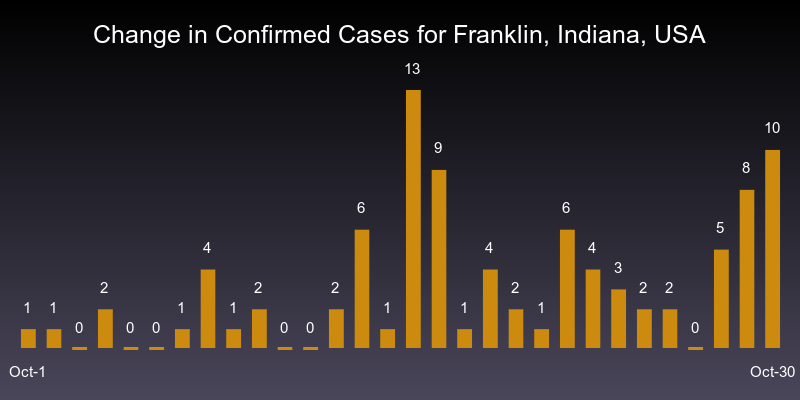 Change in Confirmed Cases for Franklin, Indiana, USA
1 1 0 2 0 0 1 4 1 2 0 0 2 6 1 13 9 1 4 2 1 6 4 3 2 2 0 5 8 10
Oct-1 Oct-30